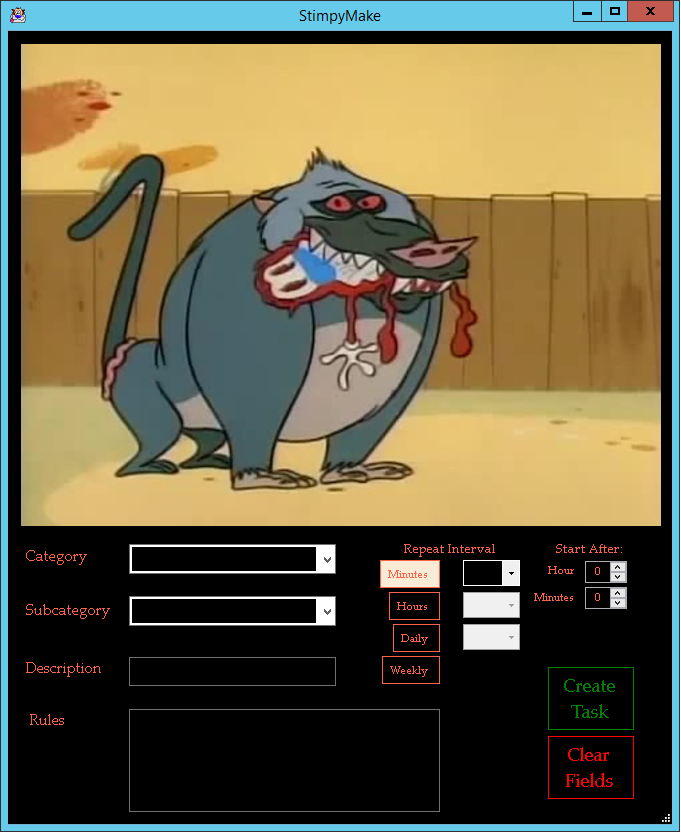 StimpyMake
Category
Subcategory
Description
Rules
Repeat Interval
Minutes
Hours
Daily
Weekly
Start After:
Hour 0
Minutes 0
Create
Task
Clear
Fields